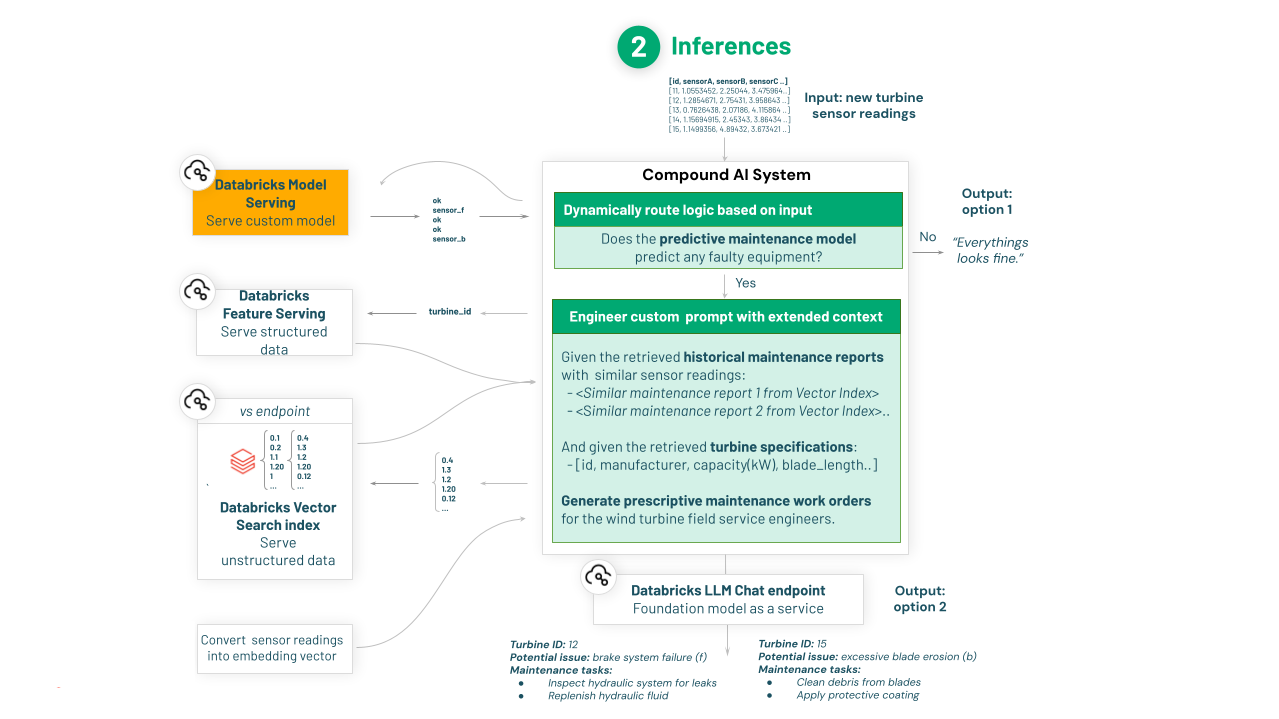 2 Inferences
[id, sensorA, sensorB, sensorC ..]
[11, 1.0553452, 2.25044, 3.475964..]
[12, 1.2854671, 2.75431, 3.958643 ..]
[13, 0.7626438, 2.07186, 4.115864 ..]
[14, 1.15694915, 2.45343, 3.86434 ..]
[15, 1.1499356, 4.89432, 3.673421 ..]
Input: new turbine
sensor readings
Databricks Model
Serving
Serve custom model
ok
sensor_f
ok
ok
sensor_b
Compound AI System
Dynamically route logic based on input
Does the predictive maintenance model
predict any faulty equipment?
No
Output:
option 1
“Everythings
looks fine.”
Yes
Databricks
Feature Serving
Serve structured
data
turbine_id
Engineer custom prompt with extended context
Given the retrieved historical maintenance reports
with similar sensor readings:
- <Similar maintenance report 1 from Vector Index>
- <Similar maintenance report 2 from Vector Index>..
And given the retrieved turbine specifications:
- [id, manufacturer, capacity(kW), blade_length..]
Generate prescriptive maintenance work orders
for the wind turbine field service engineers.
vs endpoint
0.1
0.2
1.1
1.20
1
...
0.4
1.3
1.2
1.20
0.12
...
Databricks Vector
Search index
Serve
unstructured data
0.4
1.3
1.2
1.20
0.12
...
Convert sensor readings
into embedding vector
Databricks LLM Chat endpoint
Foundation model as a service
Output:
option 2
Turbine ID: 12
Potential issue: brake system failure (f)
Maintenance tasks:
● Inspect hydraulic system for leaks
● Replenish hydraulic fluid
Turbine ID: 15
Potential issue: excessive blade erosion (b)
Maintenance tasks:
● Clean debris from blades
● Apply protective coating